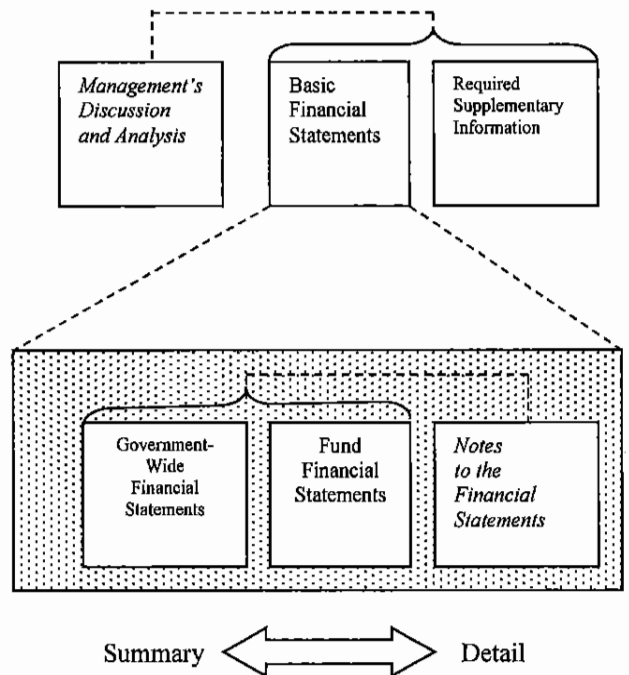 Management's
Discussion
and Analysis
Basic
Financial
Statements
Required
Supplementary
Information
Government-
Wide
Financial
Statements
Fund
Financial
Statements
Notes
to the
Financial
Statements
Summary
Detail